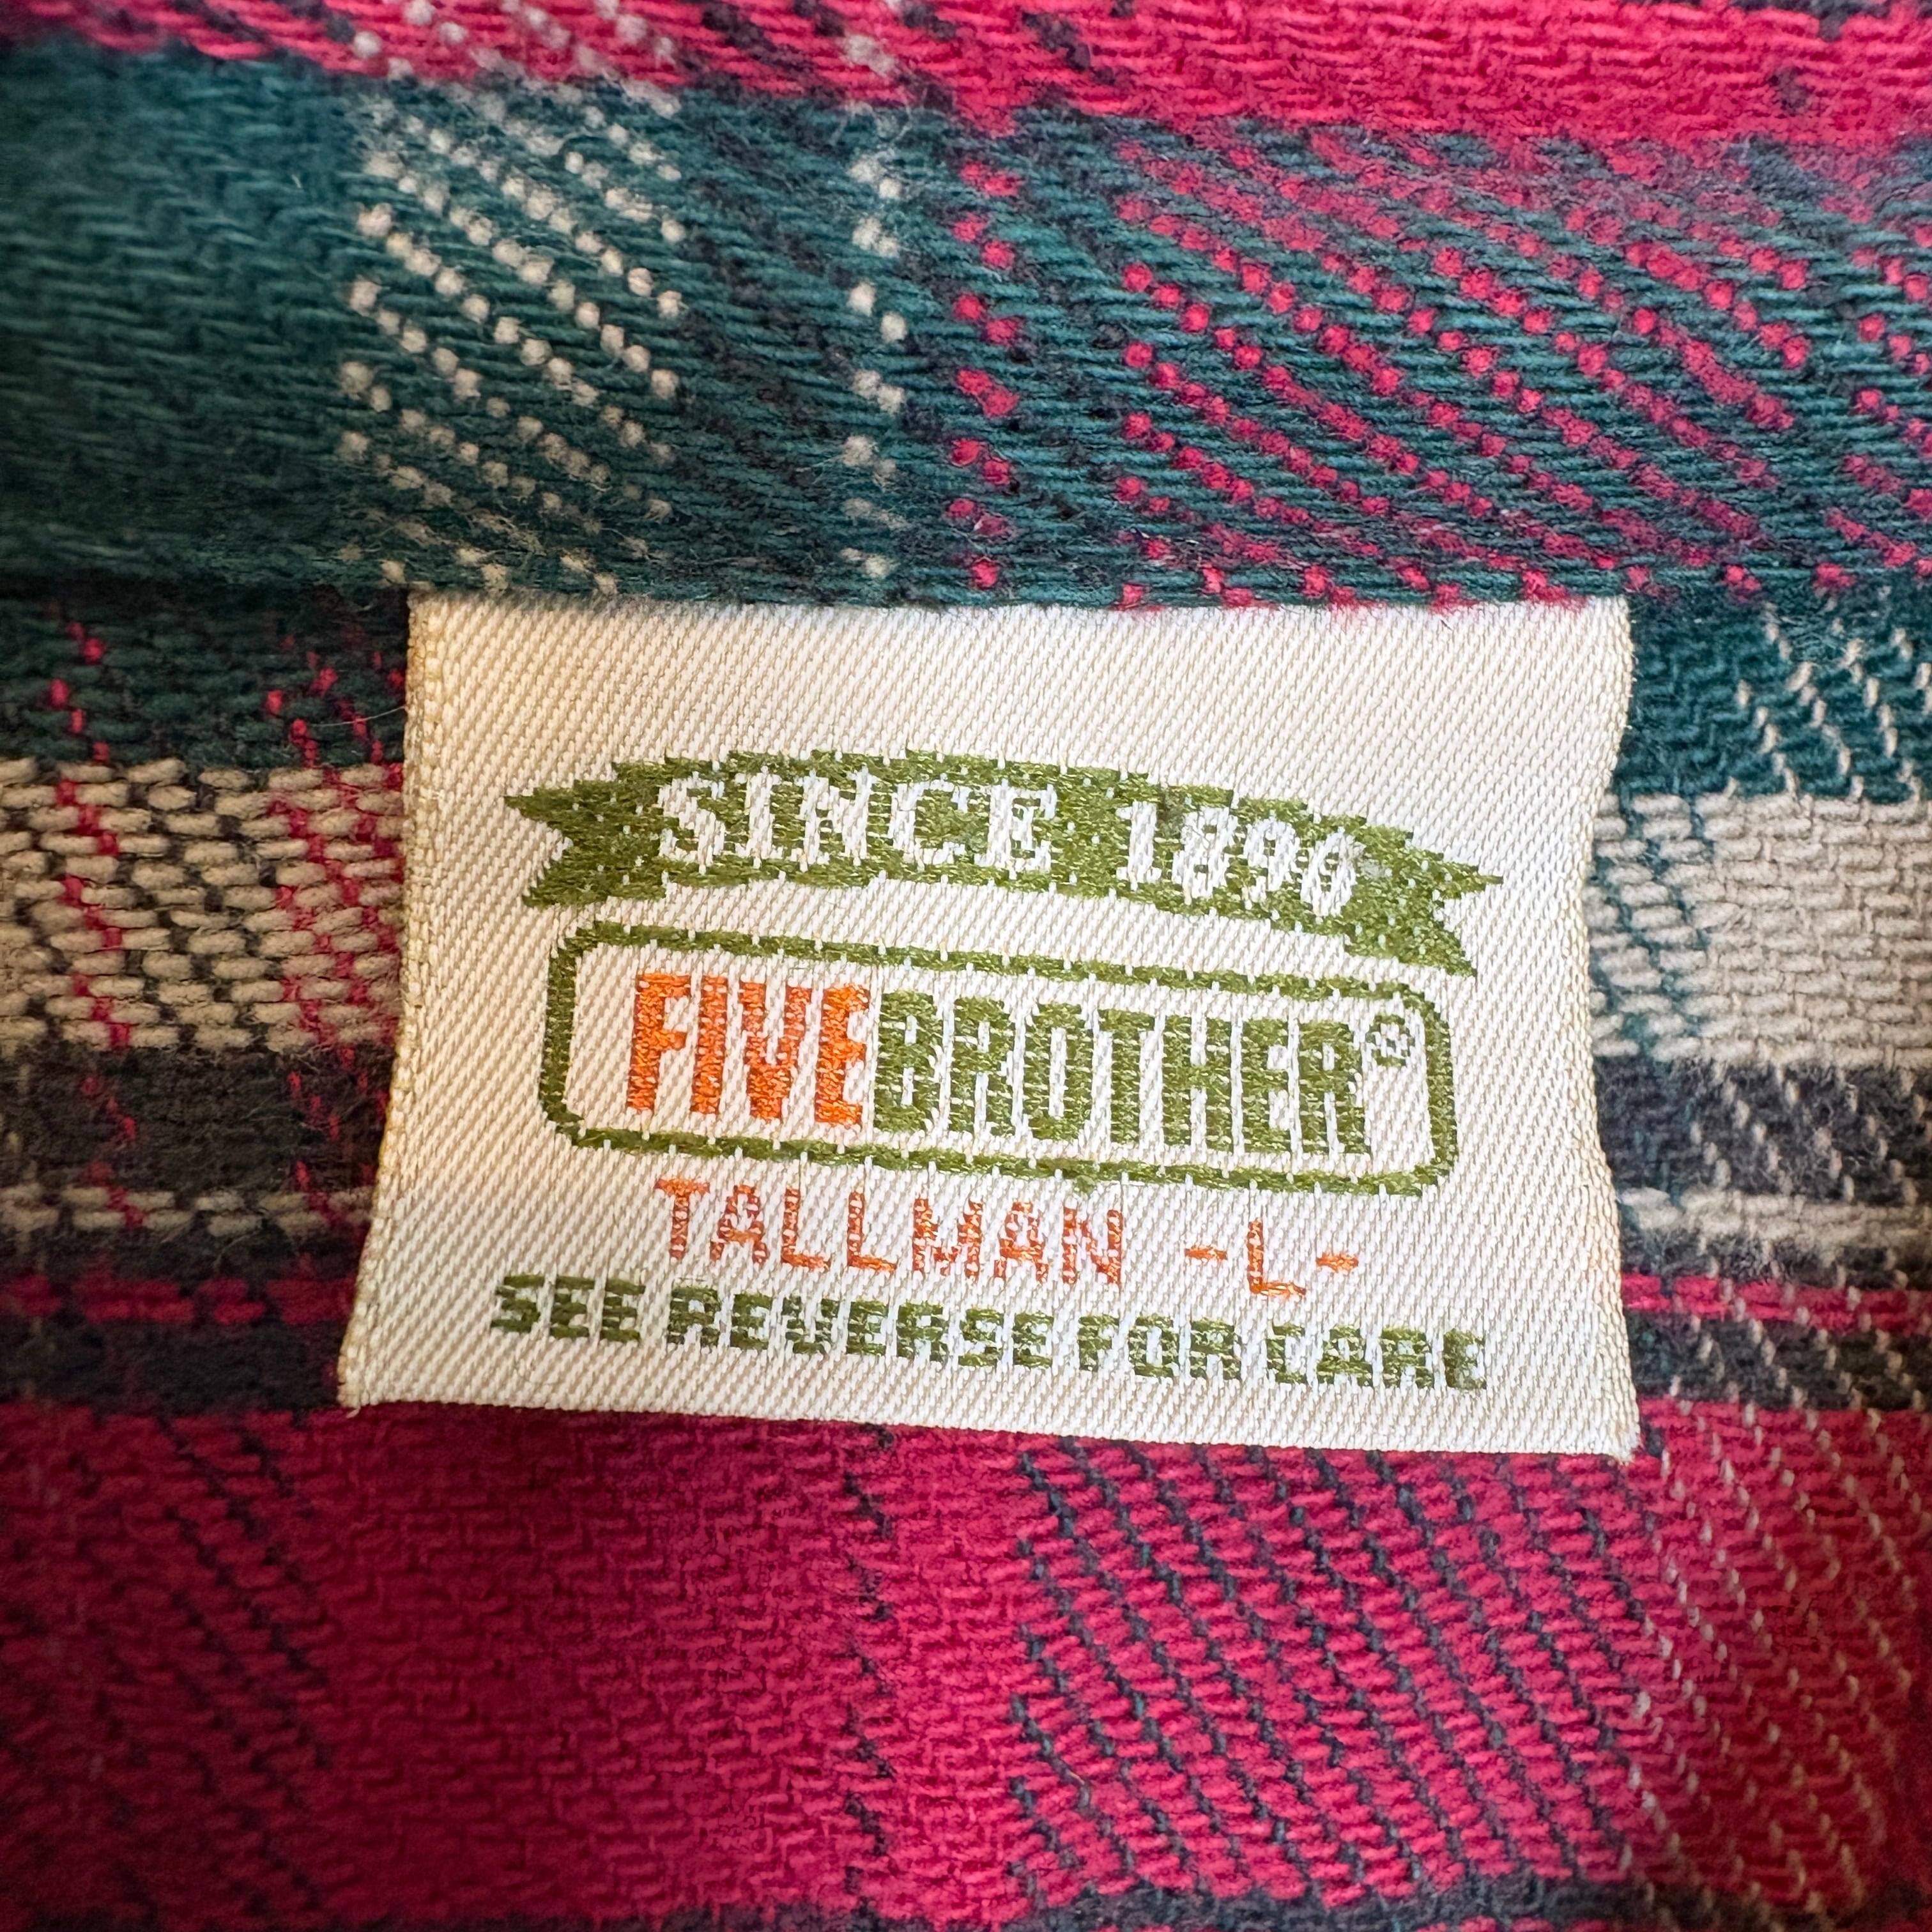 SINCE 1890
FIVEBROTHER®
TALLMAN -L-
SEE REVERSE FOR CARE